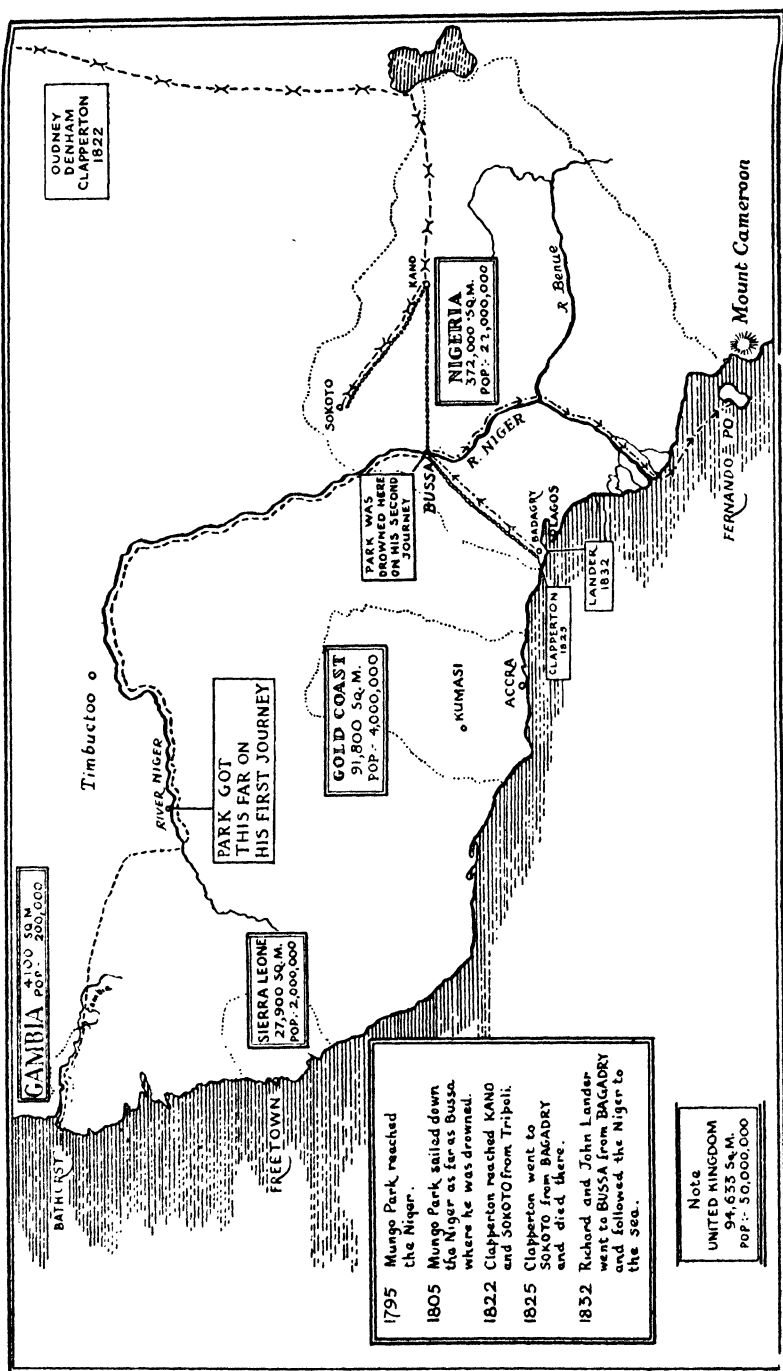 GAMBIA 4100 SQ M
POP:- 200,000
BATHURST
Gambia
FREETOWN
SIERRA LEONE
27,900 SQ.M.
POP: 2,000,000
Timbuctoo
RIVER NIGER
PARK GOT
THIS FAR ON
HIS FIRST JOURNEY
GOLD COAST
91,800 SQ.M.
POP:- 4,000,000
KUMASI
ACCRA
OUDNEY
DENHAM
CLAPPERTON
1822
SOKOTO
KANO
PARK WAS
DROWNED HERE
ON HIS SECOND
JOURNEY
BUSSA
R. NIGER
NIGERIA
372,000 SQ.M.
POP:- 22,000,000
R Benue
BADAGRY
LAGOS
CLAPPERTON
1825
LANDER
1832
FERNANDO - PO
Mount Cameroon
1795 Mungo Park reached
the Niger.
1805 Mungo Park sailed down
the Niger as far as Bussa
where he was drowned.
1822 Clapperton reached KANO
and SOKOTO from Tripoli.
1825 Clapperton went to
SOKOTO from BAGADRY
and died there.
1832 Richard and John Lander
went to BUSSA from BAGADRY
and followed the Niger to
the sea.
Note
UNITED KINGDOM
94,633 Sq.M.
POP:- 50,000,000